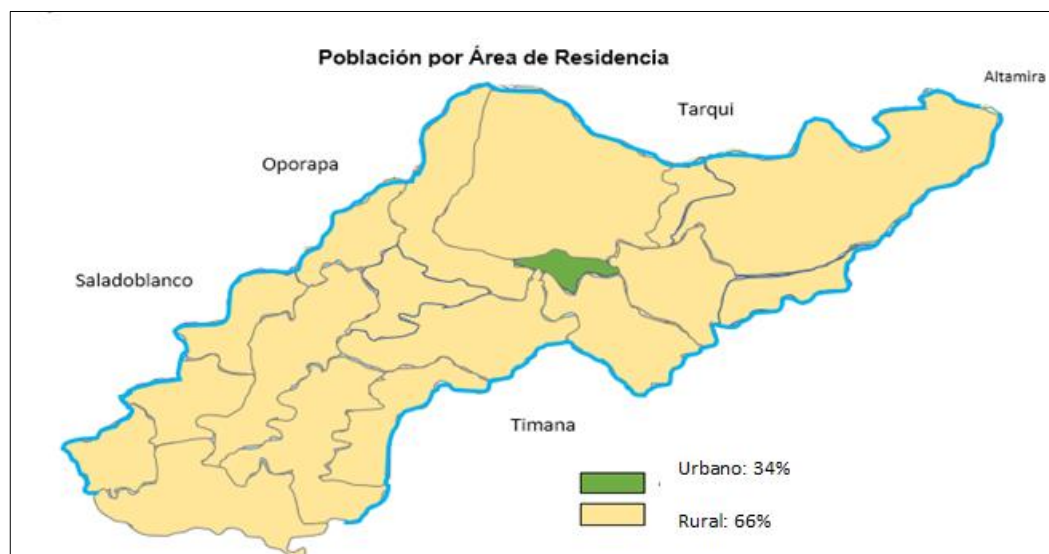 Población por Área de Residencia
Altamira
Tarqui
Oporapa
Saladoblanco
Timana
Urbano: 34%
Rural: 66%